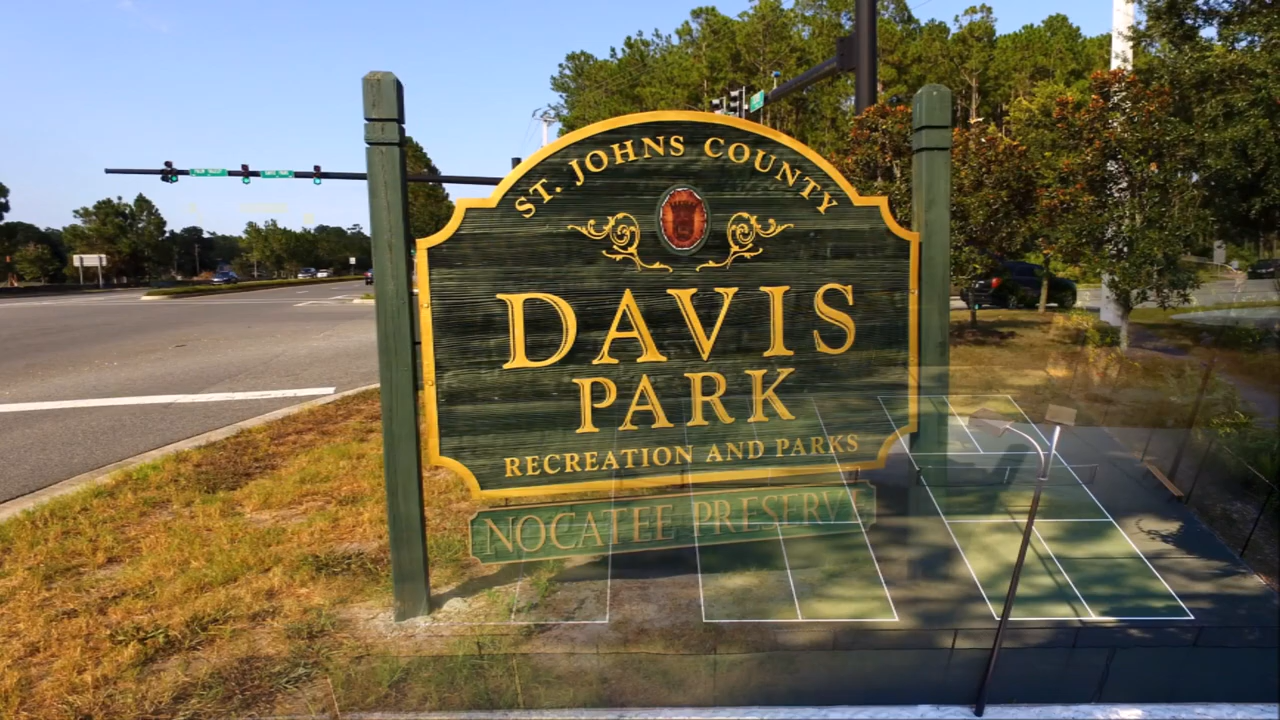 ST. JOHNS COUNTY
DAVIS
PARK
RECREATION AND PARKS
NOCATEE PRESERVE